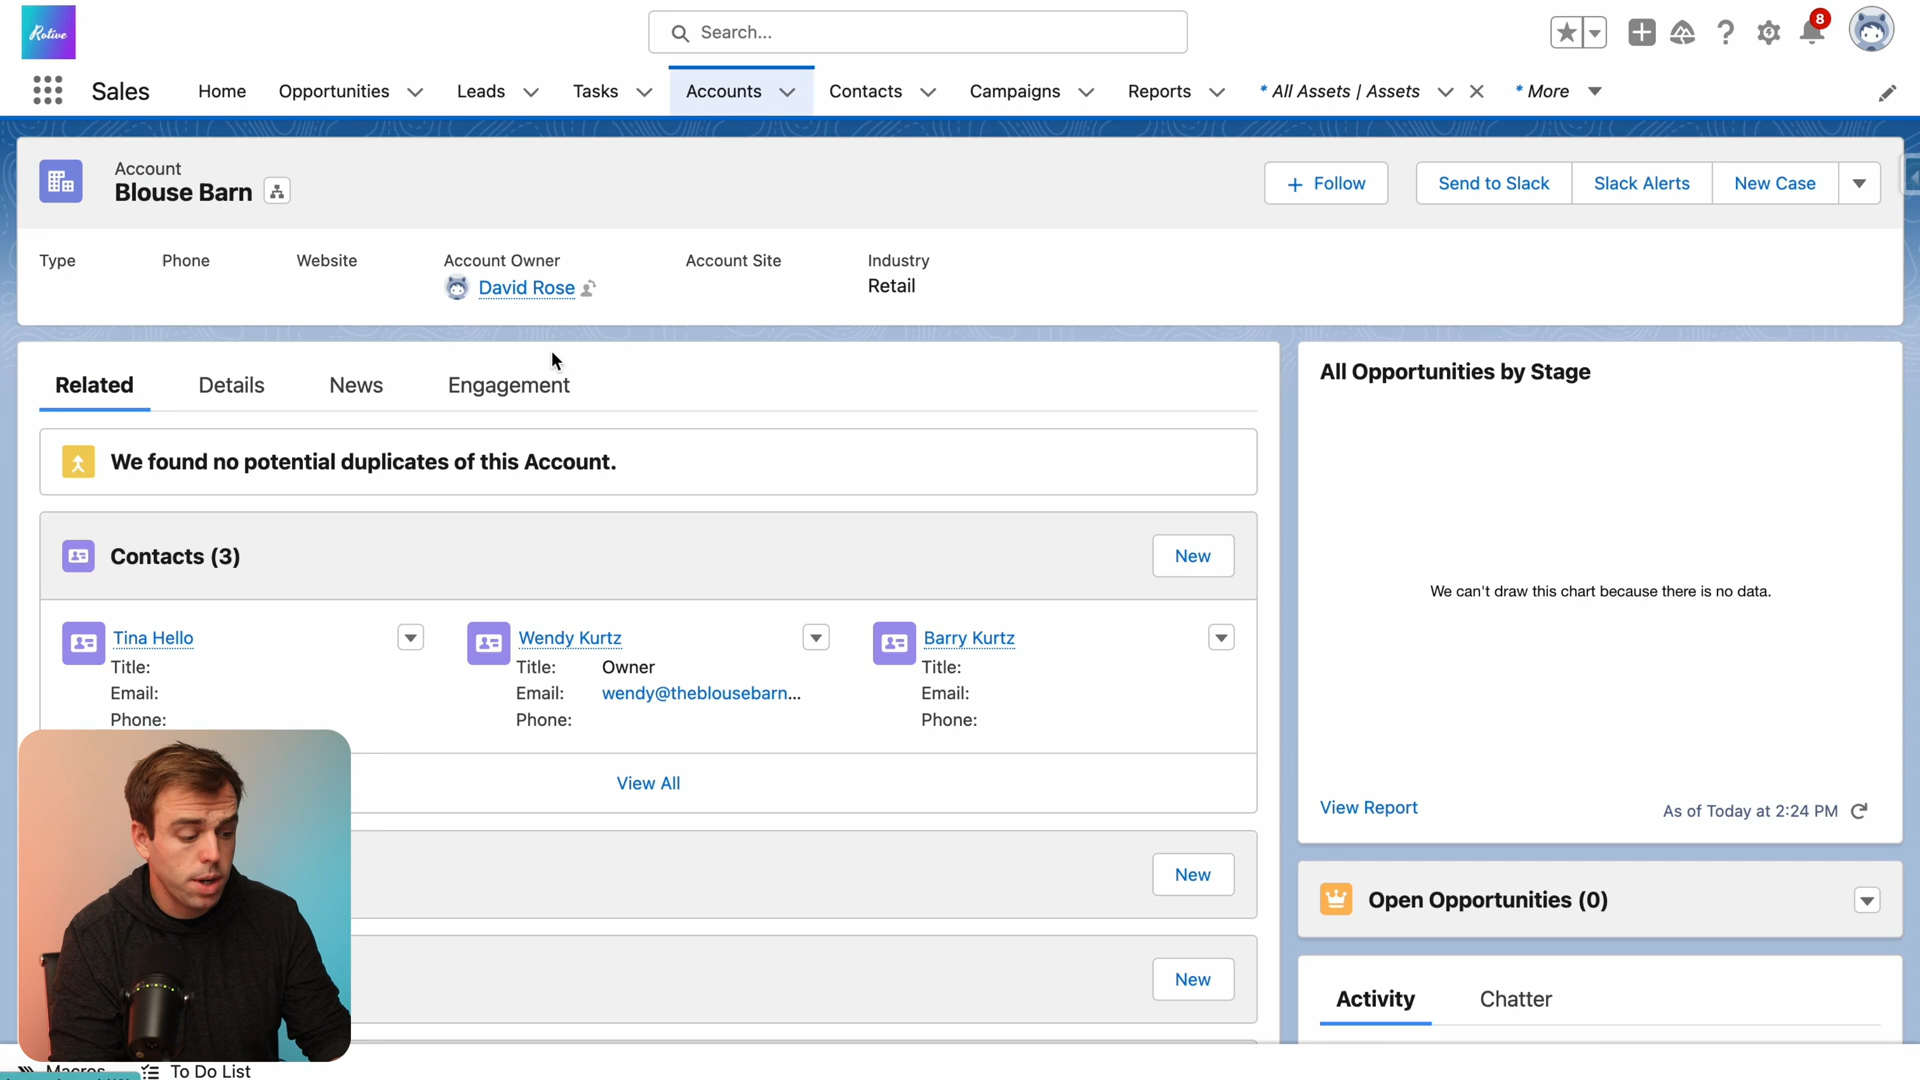 Rotive
Search...
8
Sales
Home
Opportunities
Leads
Tasks
Accounts
Contacts
Campaigns
Reports
* All Assets | Assets
* More
Account
Blouse Barn
Follow
Send to Slack
Slack Alerts
New Case
Type
Phone
Website
Account Owner
Account Site
Industry
David Rose
Retail
Related
Details
News
Engagement
We found no potential duplicates of this Account.
Contacts (3)
New
Tina Hello
Title:
Email:
Phone:
Wendy Kurtz
Title: Owner
Email: wendy@theblousebarn...
Phone:
Barry Kurtz
Title:
Email:
Phone:
View All
New
New
All Opportunities by Stage
We can't draw this chart because there is no data.
View Report
As of Today at 2:24 PM
Open Opportunities (0)
Activity
Chatter
Macros
To Do List